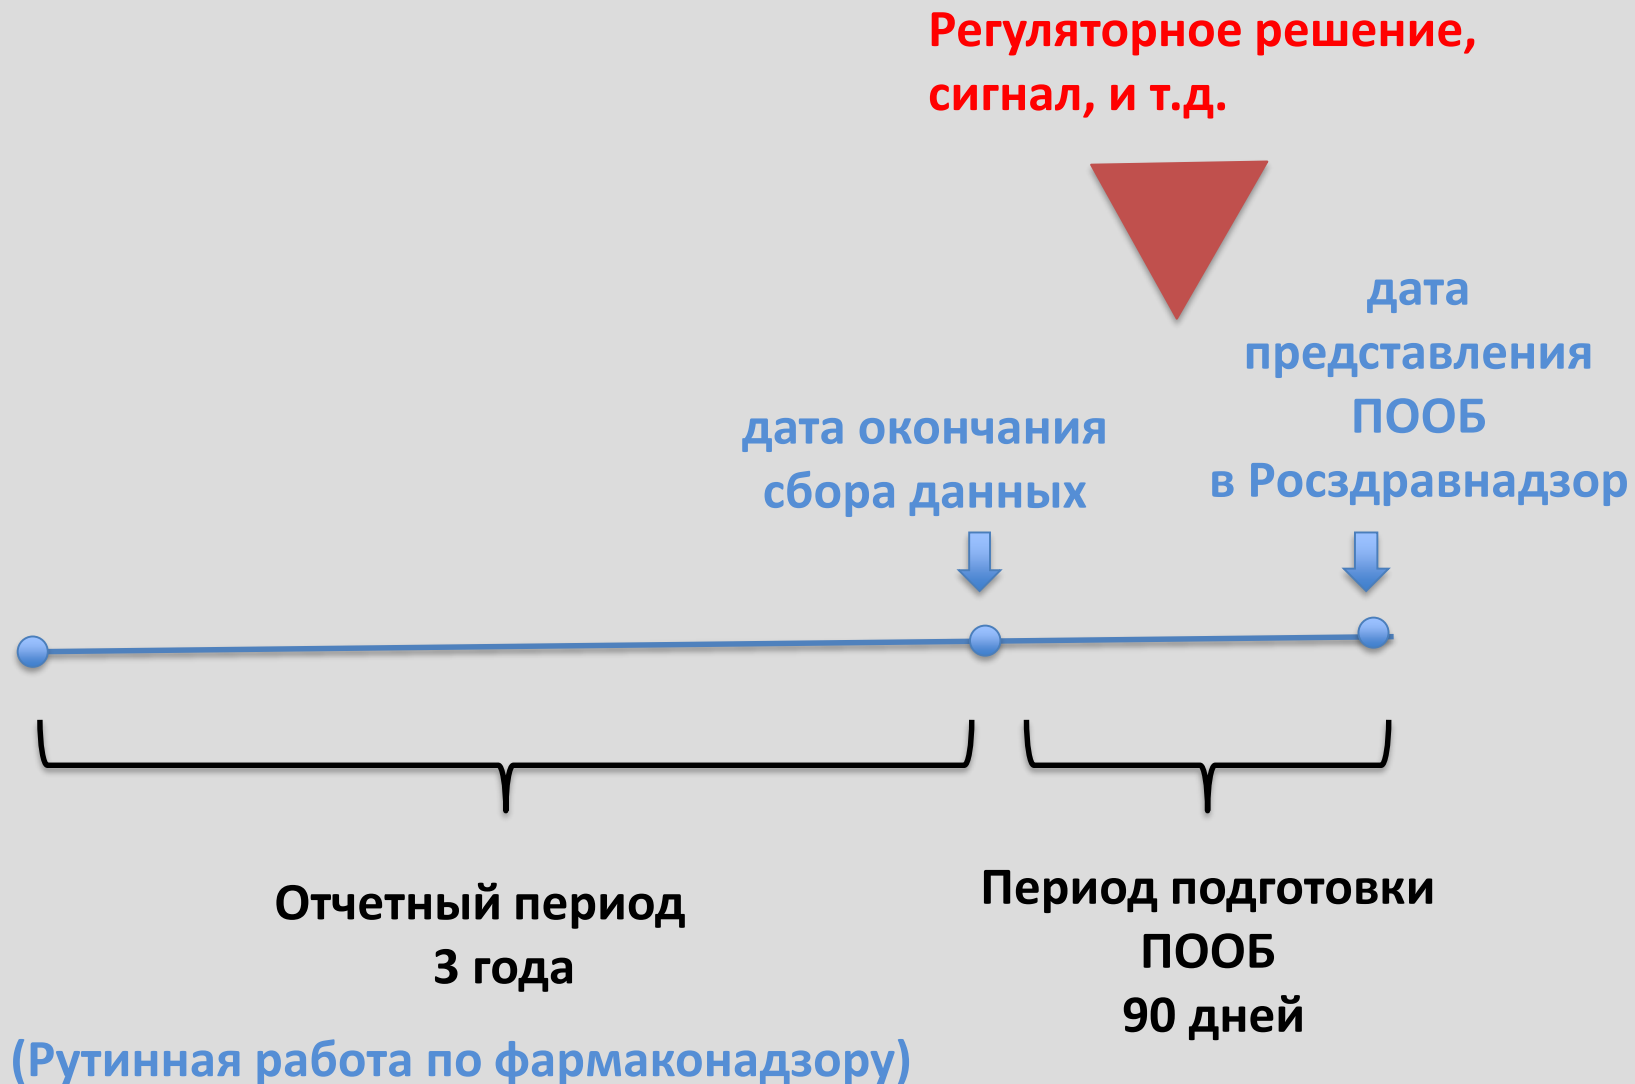 Регуляторное решение,
сигнал, и т.д.
дата
представления
ПООБ
в Росздравнадзор
дата окончания
сбора данных
Отчетный период
3 года
(Рутинная работа по фармаконадзору)
Период подготовки
ПООБ
90 дней